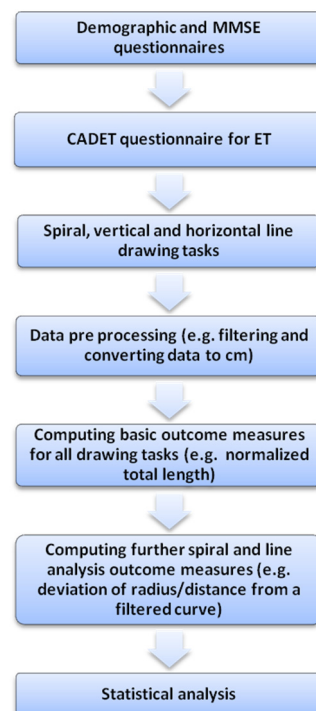 Demographic and MMSE
questionnaires
CADET questionnaire for ET
Spiral, vertical and horizontal line
drawing tasks
Data pre processing (e.g. filtering and
converting data to cm)
Computing basic outcome measures
for all drawing tasks (e.g. normalized
total length)
Computing further spiral and line
analysis outcome measures (e.g.
deviation of radius/distance from a
filtered curve)
Statistical analysis